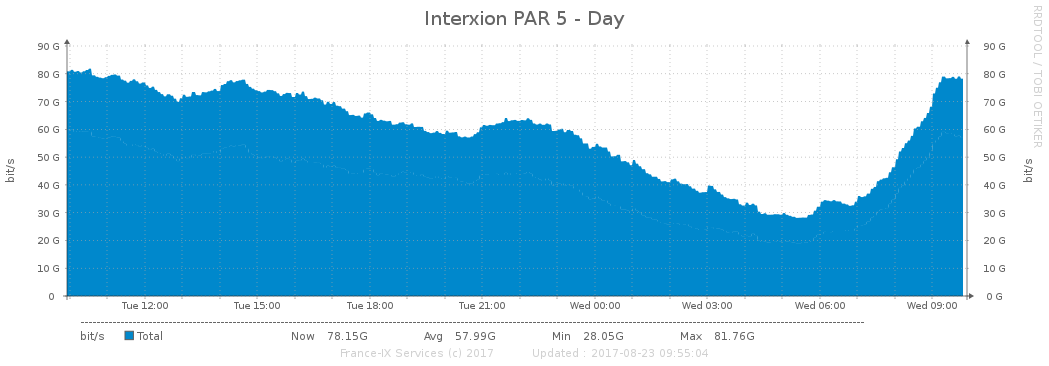 Interxion PAR 5 - Day
RRDTOOL / TOBI OETIKER
90 G 90 G
80 G 80 G
70 G 70 G
60 G 60 G
50 G 50 G
40 G 40 G
30 G 30 G
20 G 20 G
10 G 10 G
0 0 G
bit/s bit/s
Tue 12:00 Tue 15:00 Tue 18:00 Tue 21:00 Wed 00:00 Wed 03:00 Wed 06:00 Wed 09:00
bit/s Total Now 78.15G Avg 57.99G Min 28.05G Max 81.76G
France-IX Services (c) 2017 Updated : 2017-08-23 09:55:04